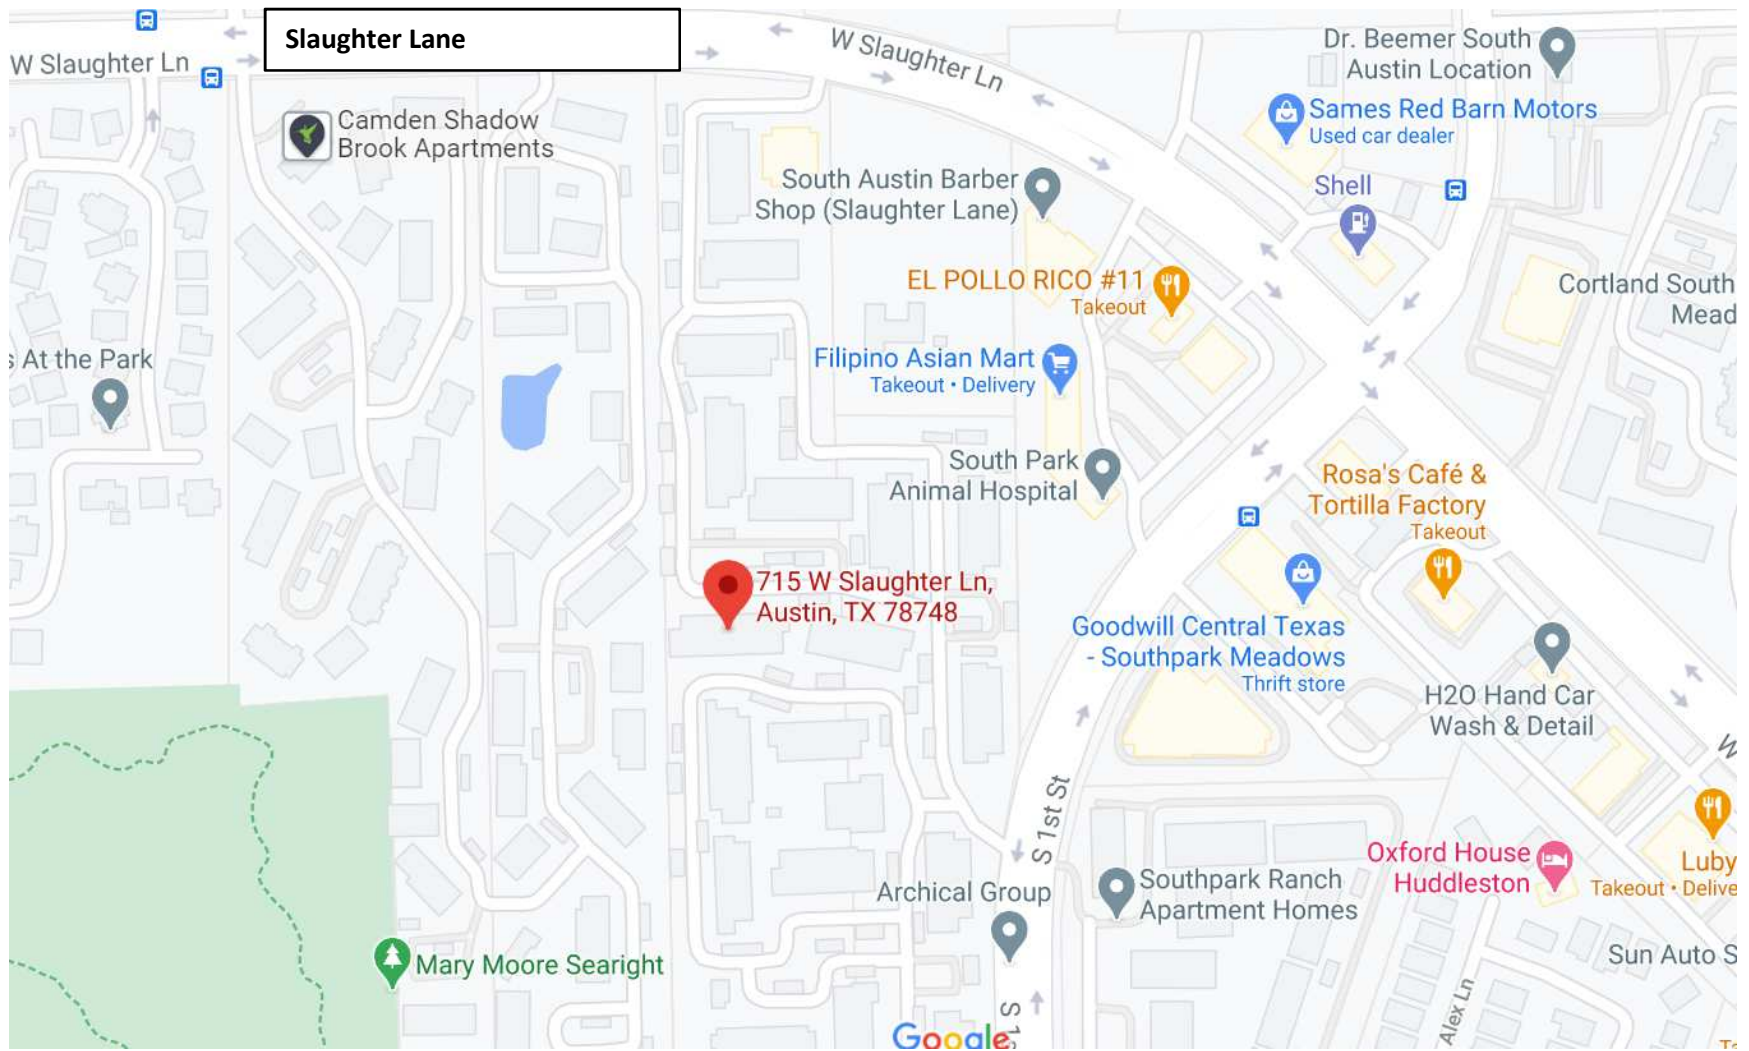 Slaughter Lane
W Slaughter Ln
W Slaughter Ln
Dr. Beemer South
Austin Location
Camden Shadow
Brook Apartments
Sames Red Barn Motors
Used car dealer
South Austin Barber
Shop (Slaughter Lane)
Shell
EL POLLO RICO #11
Takeout
Cortland South
Mead
s At the Park
Filipino Asian Mart
Takeout • Delivery
South Park
Animal Hospital
Rosa's Café &
Tortilla Factory
Takeout
715 W Slaughter Ln,
Austin, TX 78748
Goodwill Central Texas
- Southpark Meadows
Thrift store
H2O Hand Car
Wash & Detail
W
S 1st St
Oxford House
Huddleston
Luby
Takeout • Delive
Archical Group
Southpark Ranch
Apartment Homes
Mary Moore Searight
Sun Auto S
Alex Ln
S 1s
Google
Ta